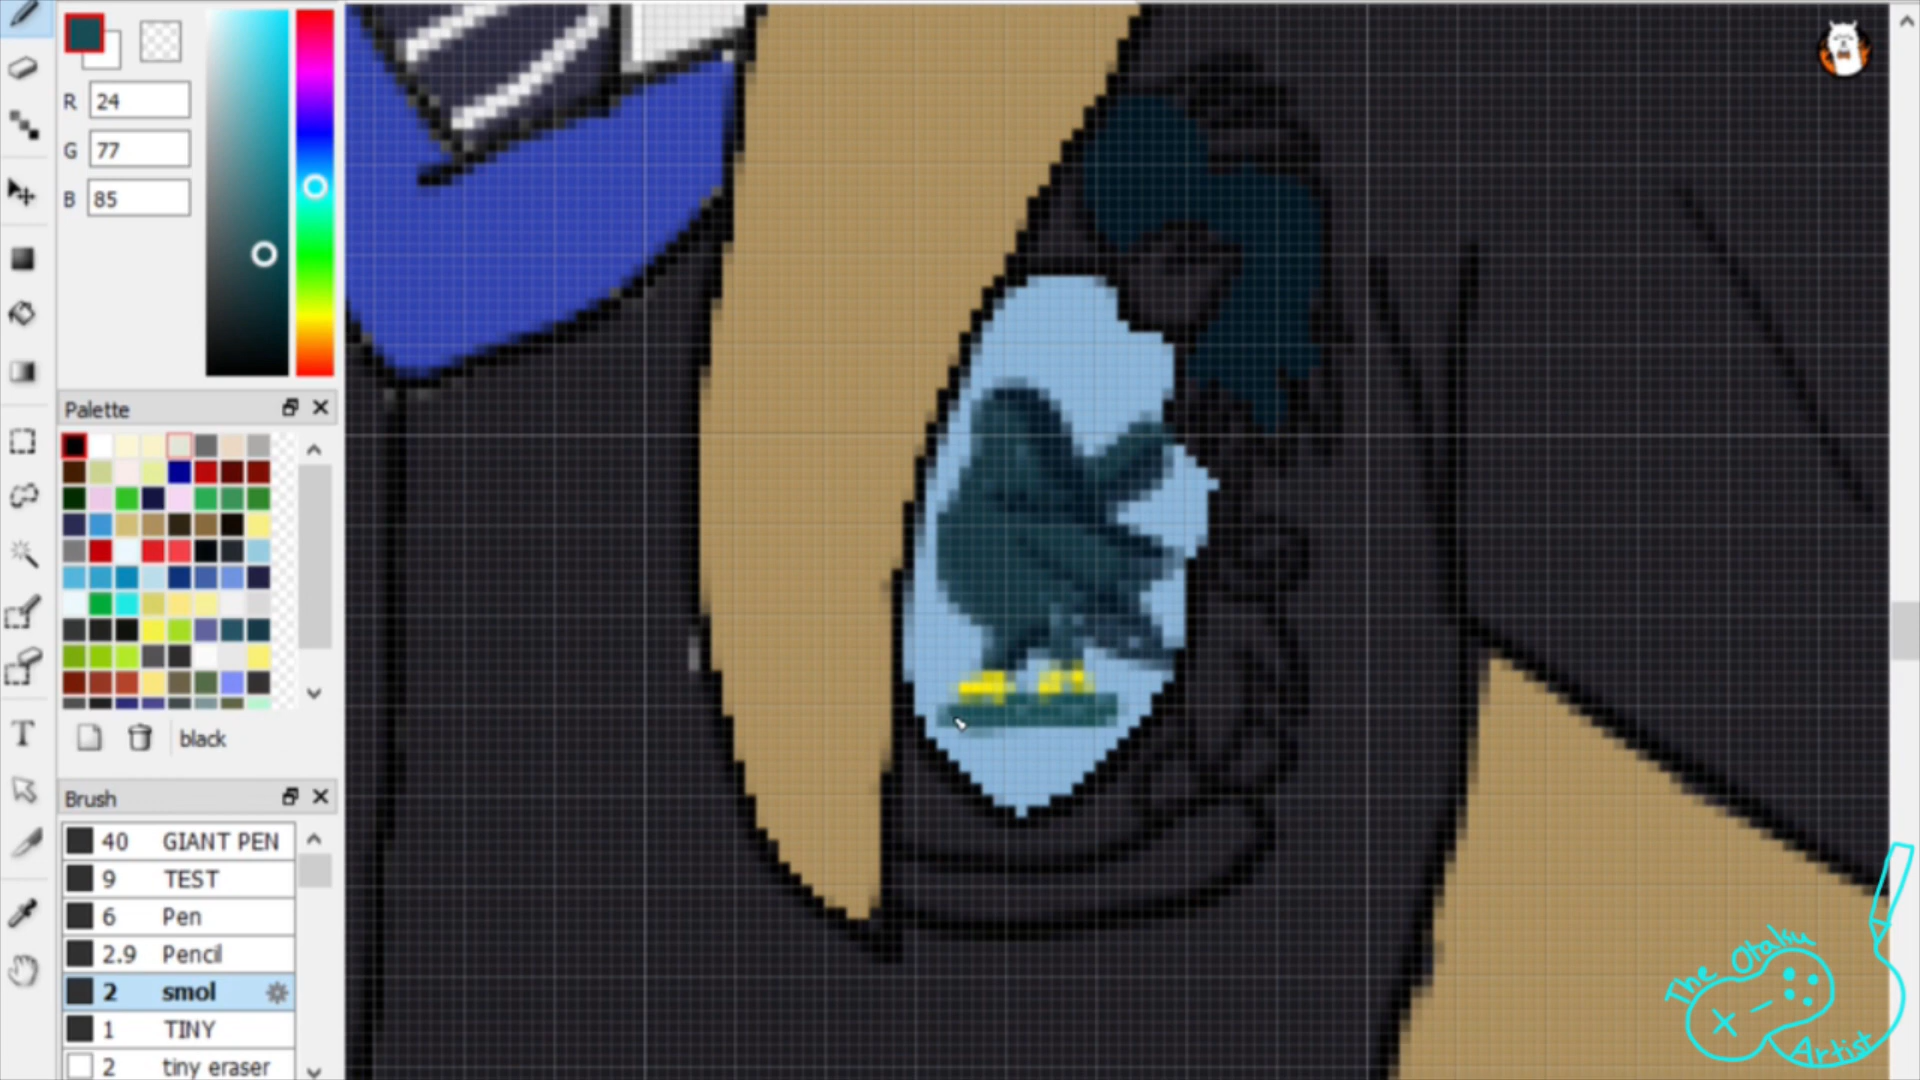 R 24
G 77
B 85
Palette
black
Brush
40 GIANT PEN
9 TEST
6 Pen
2.9 Pencil
2 smol
1 TINY
2 tiny eraser
T
The Otaku
Artist